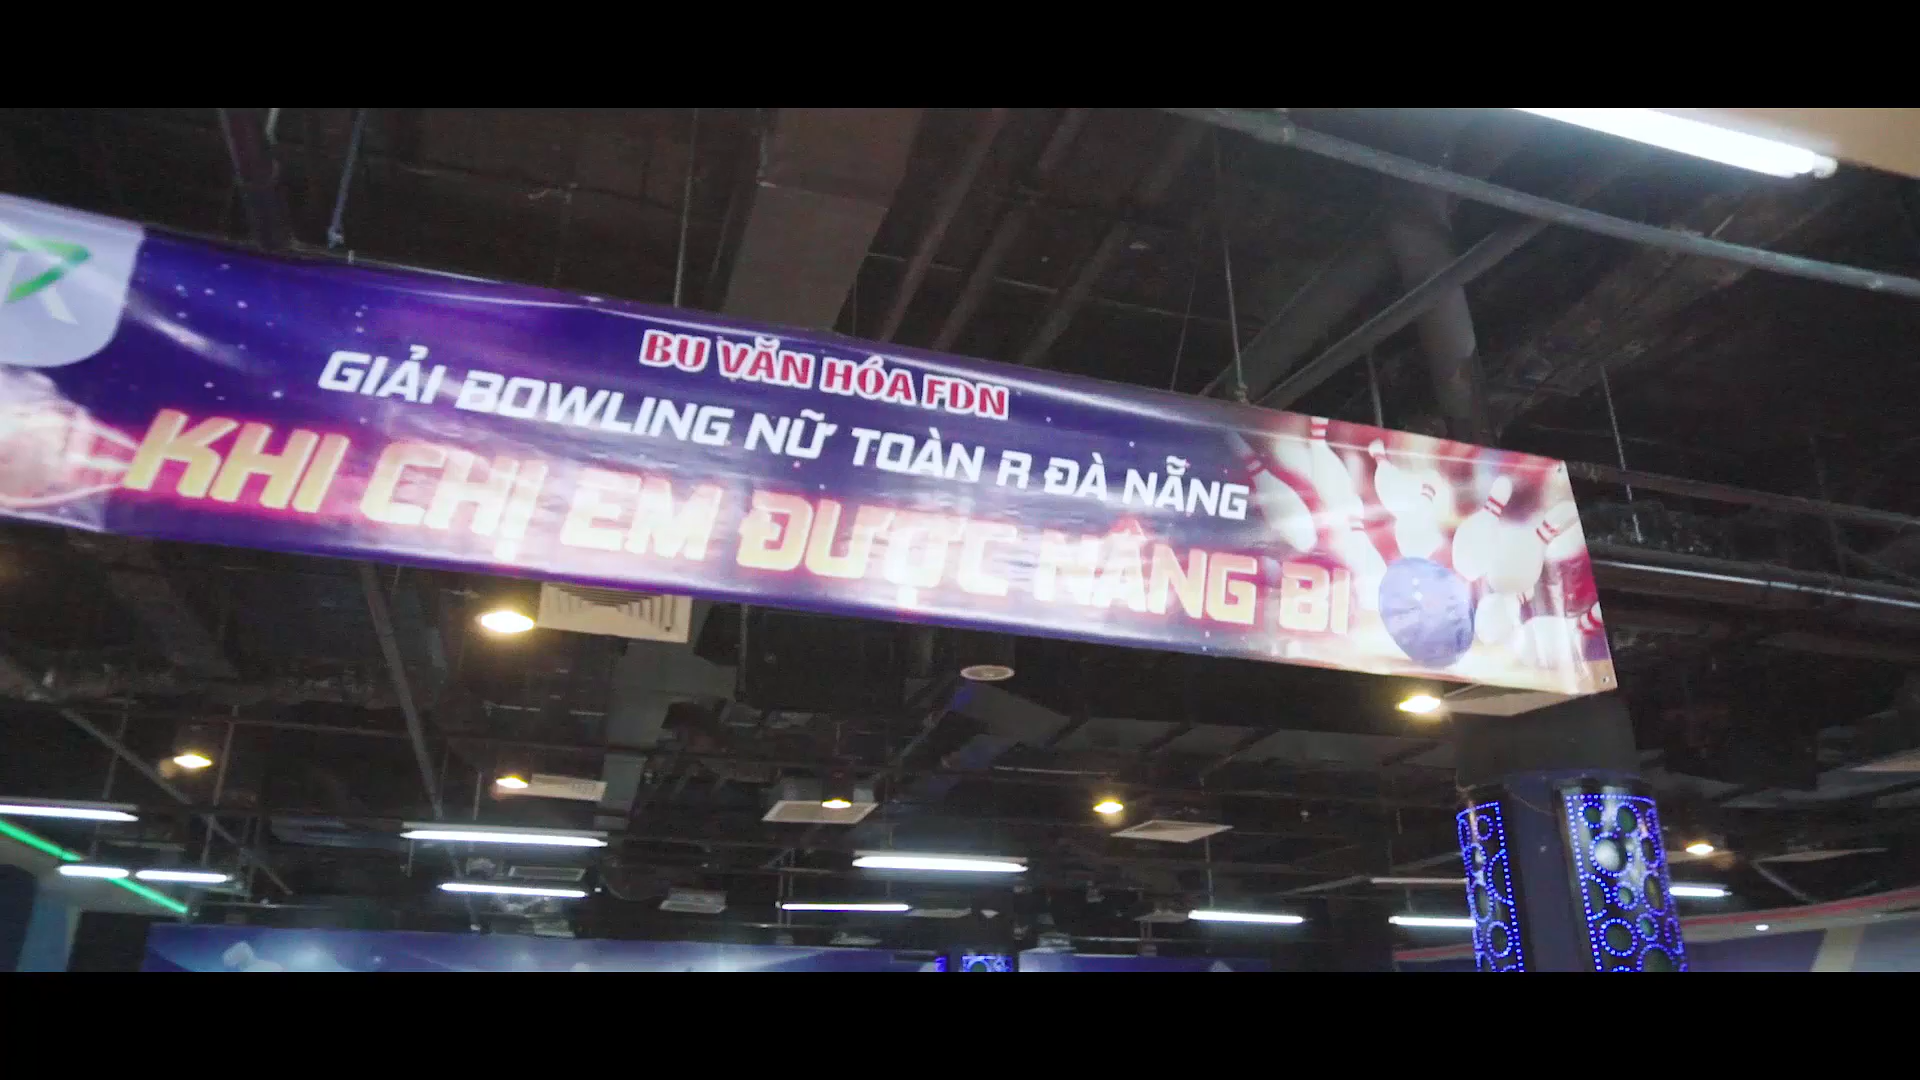 BU VĂN HÓA FDN
GIẢI BOWLING NỮ TOÀN R ĐÀ NẴNG
KHI CHỊ EM ĐƯỢC NÂNG BI